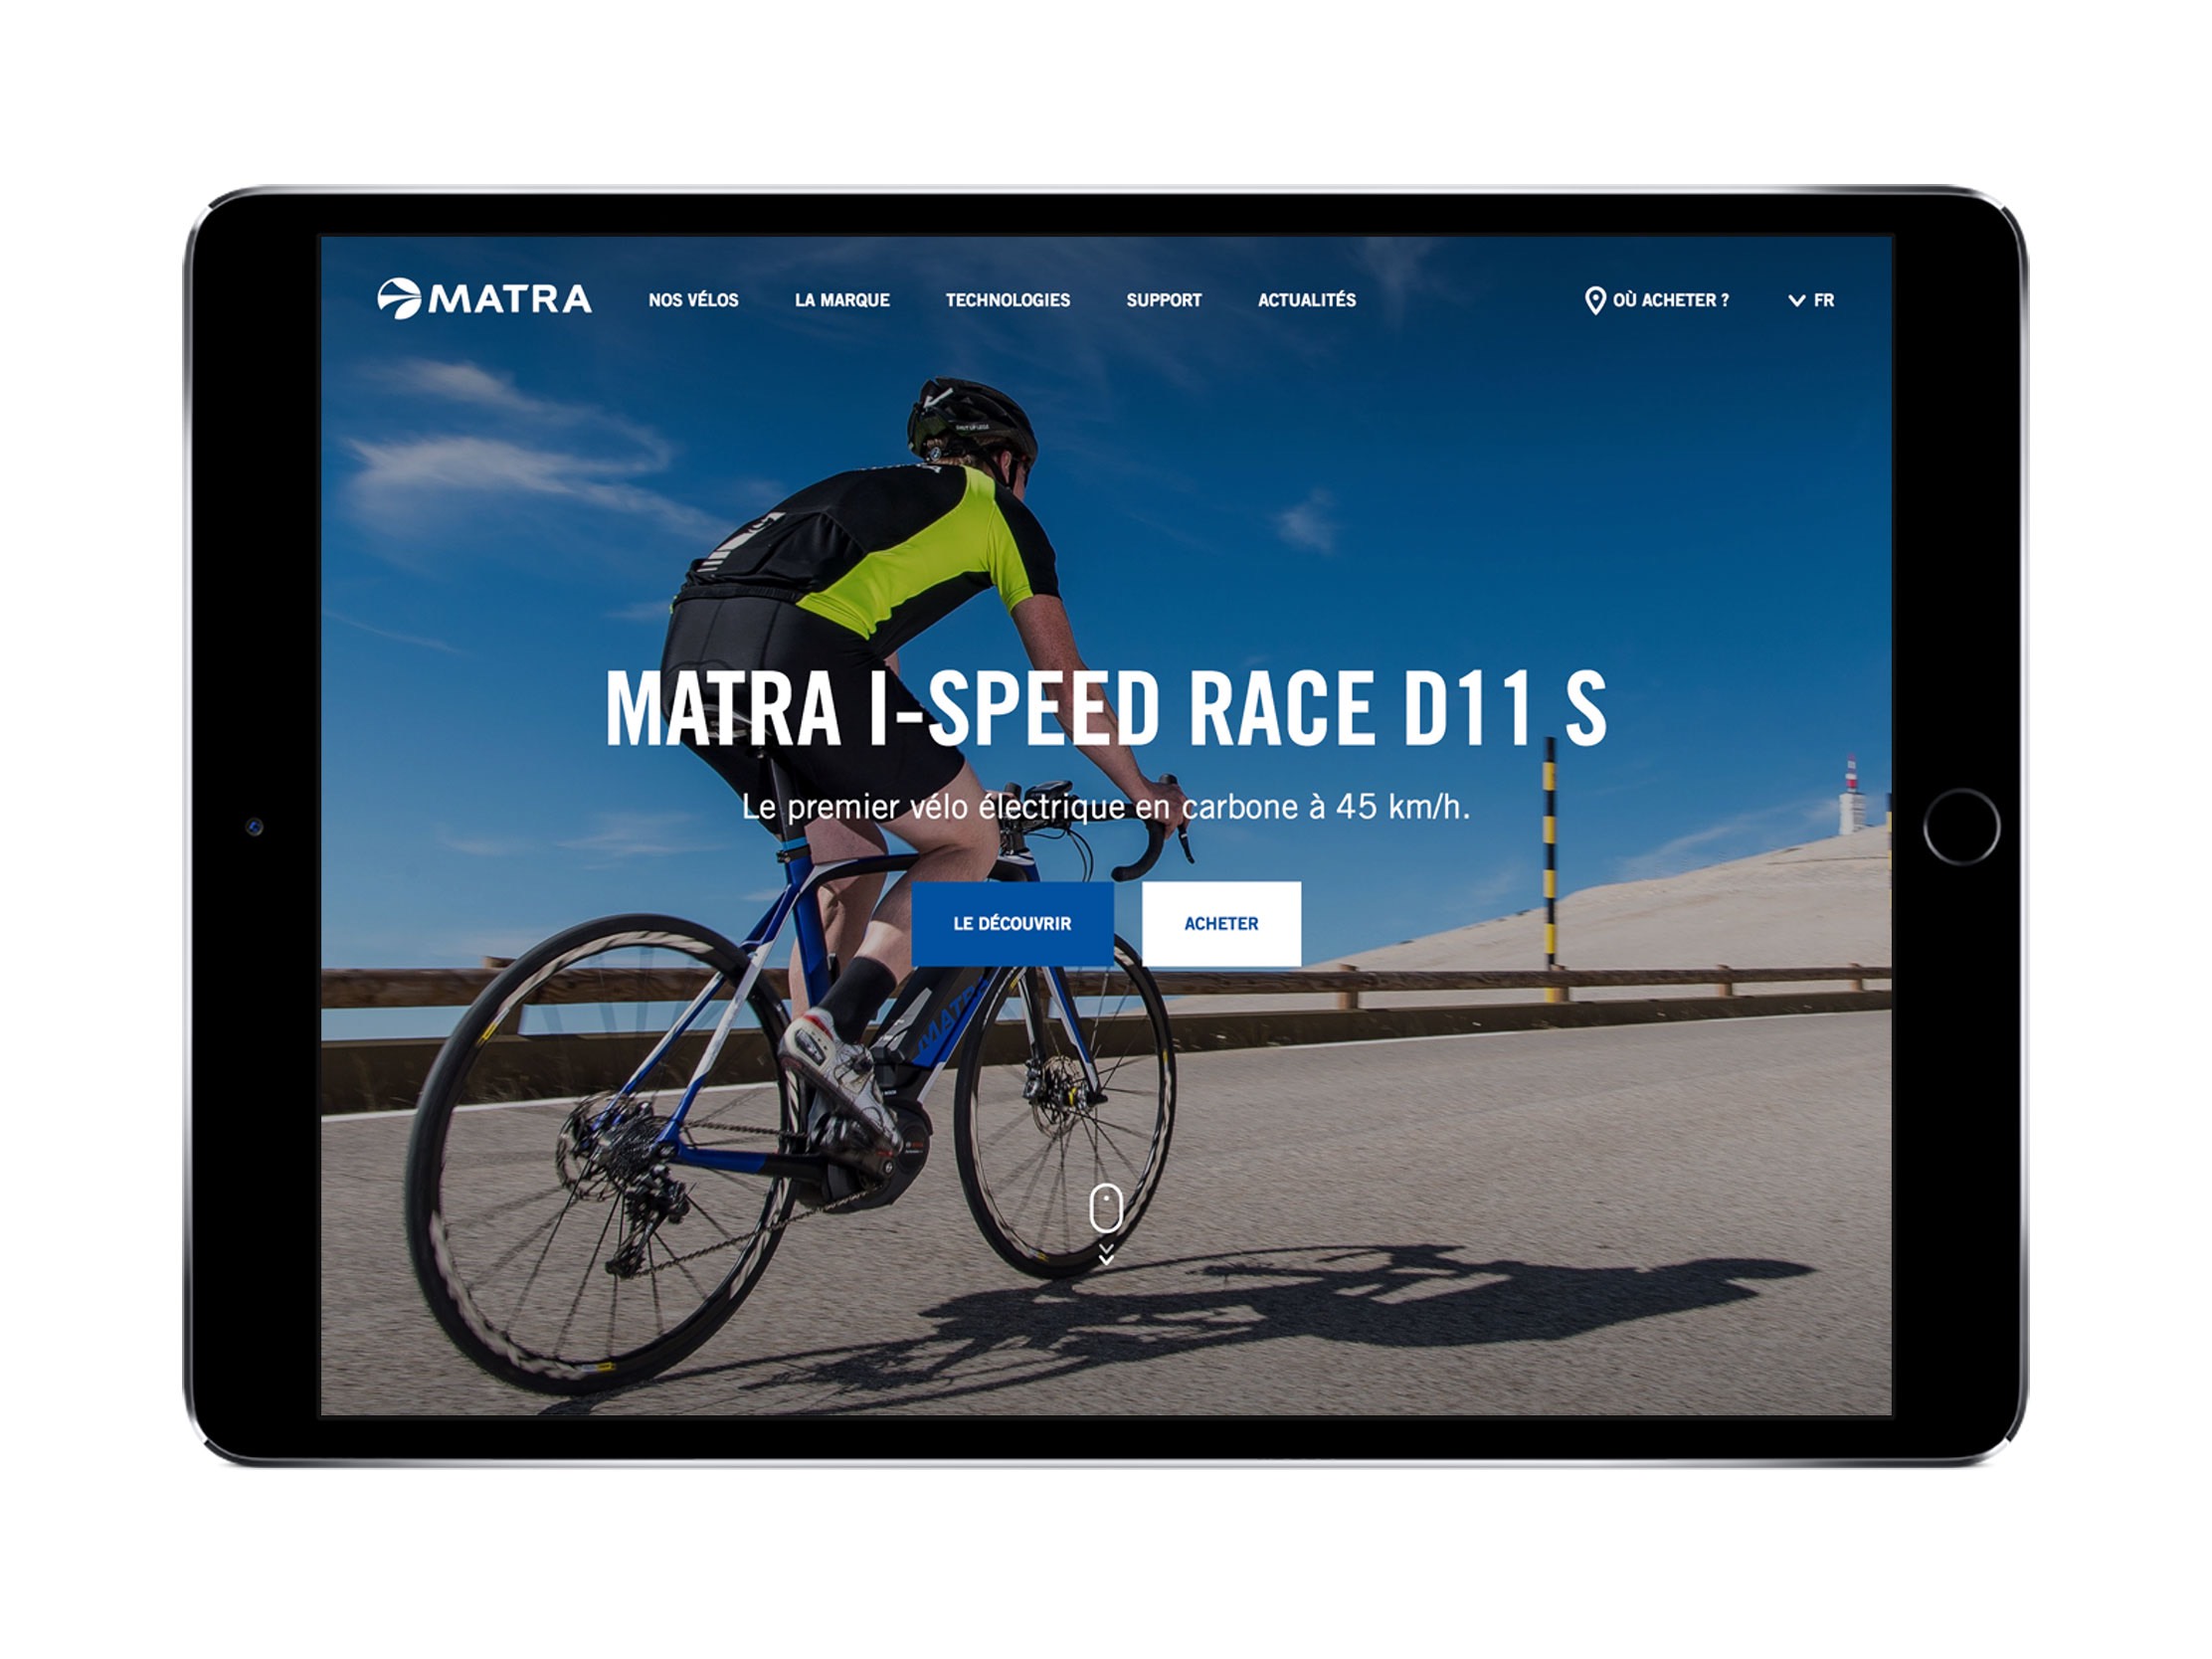 MATRA
NOS VÉLOS
LA MARQUE
TECHNOLOGIES
SUPPORT
ACTUALITÉS
OÙ ACHETER ?
FR
MATRA I-SPEED RACE D11 S
Le premier vélo électrique en carbone à 45 km/h.
LE DÉCOUVRIR
ACHETER
MATRA